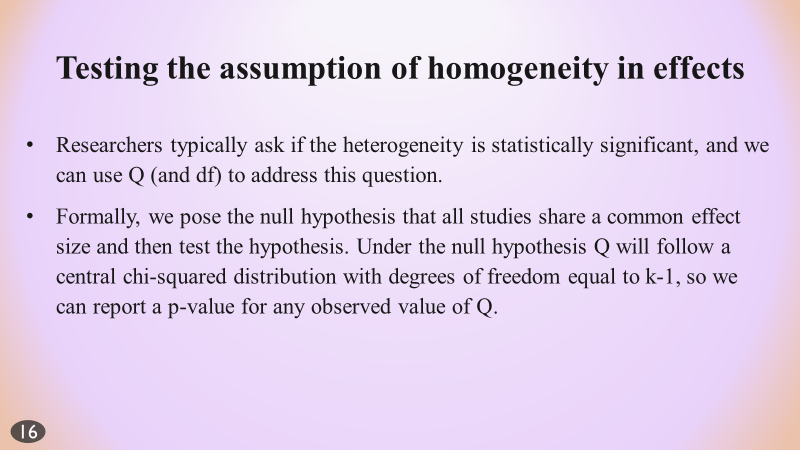 Testing the assumption of homogeneity in effects
• Researchers typically ask if the heterogeneity is statistically significant, and we
can use Q (and df) to address this question.
• Formally, we pose the null hypothesis that all studies share a common effect
size and then test the hypothesis. Under the null hypothesis Q will follow a
central chi-squared distribution with degrees of freedom equal to k-1, so we
can report a p-value for any observed value of Q.
16